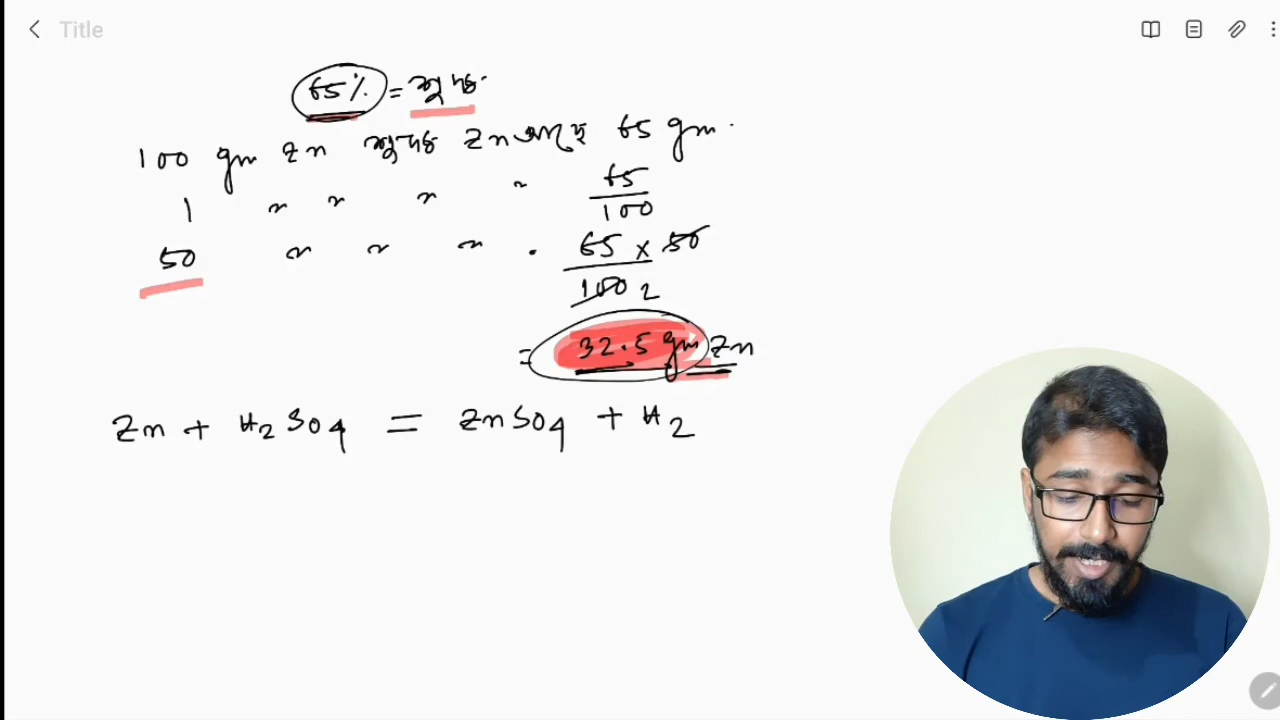 Title
65% = শুদ্ধ
100 gm Zn শুদ্ধ Zn আছে 65 gm.
1 " " " " 65/100
50 " " " . 65 x 50
100 2
= 32.5 gm Zn
Zn + H2SO4 = ZnSO4 + H2